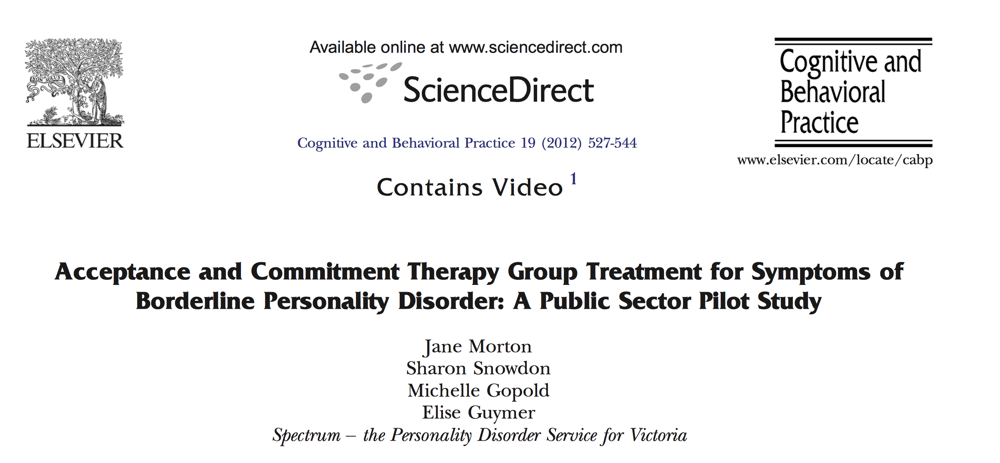 Available online at www.sciencedirect.com
NON SOLUS
ELSEVIER
ScienceDirect
Cognitive and
Behavioral
Practice
Cognitive and Behavioral Practice 19 (2012) 527-544
www.elsevier.com/locate/cabp
Contains Video 1
Acceptance and Commitment Therapy Group Treatment for Symptoms of
Borderline Personality Disorder: A Public Sector Pilot Study
Jane Morton
Sharon Snowdon
Michelle Gopold
Elise Guymer
Spectrum – the Personality Disorder Service for Victoria